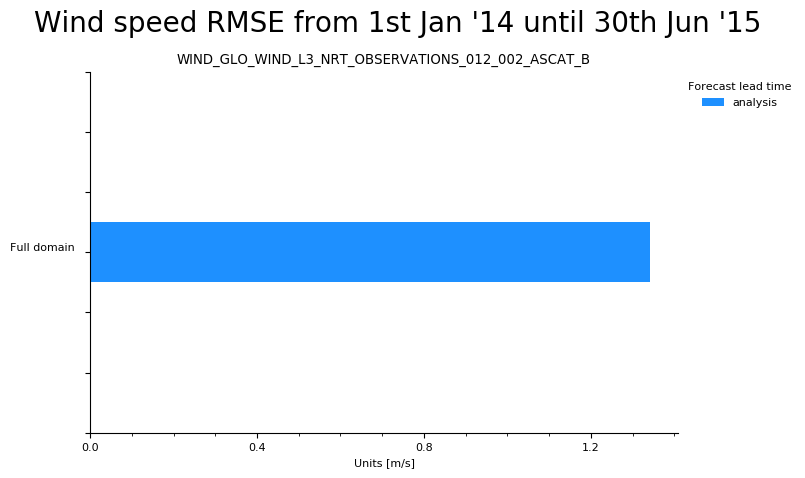 Wind speed RMSE from 1st Jan '14 until 30th Jun '15
WIND_GLO_WIND_L3_NRT_OBSERVATIONS_012_002_ASCAT_B
Forecast lead time
analysis
Full domain
0.0 0.4 0.8 1.2
Units [m/s]